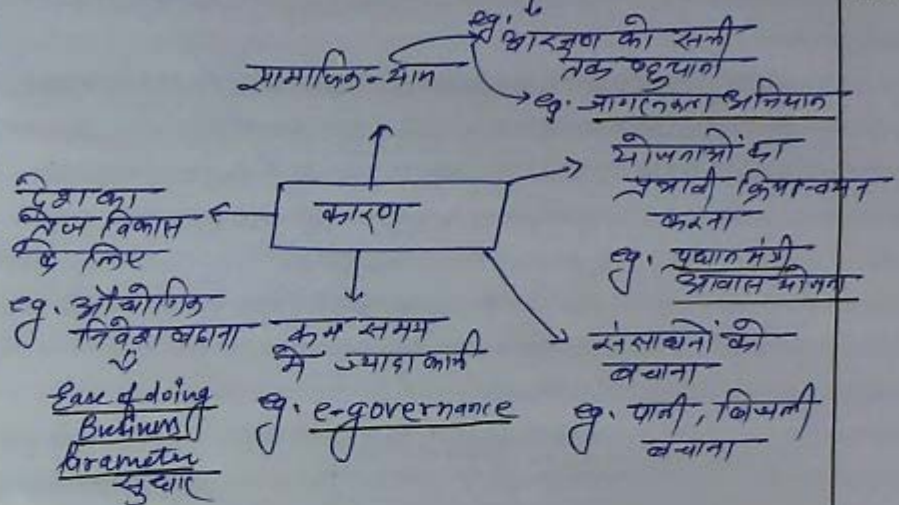 सामाजिक-न्याय
eg. आरक्षण को सभी
तक पहुचाना
eg. जागरूकता अभियान
कारण
योजनाओं का
प्रभावी क्रियान्वयन
करना
eg. प्रधानमंत्री
आवास योजना
देश का
तेज विकास
के लिए
eg. औद्योगिक
निवेश बढाना
Ease of doing
Business
Parameter
सुधार
कम समय
में ज्यादा कार्य
eg. e-governance
संसाधनों को
बचाना
eg. पानी, बिजली
बचाना